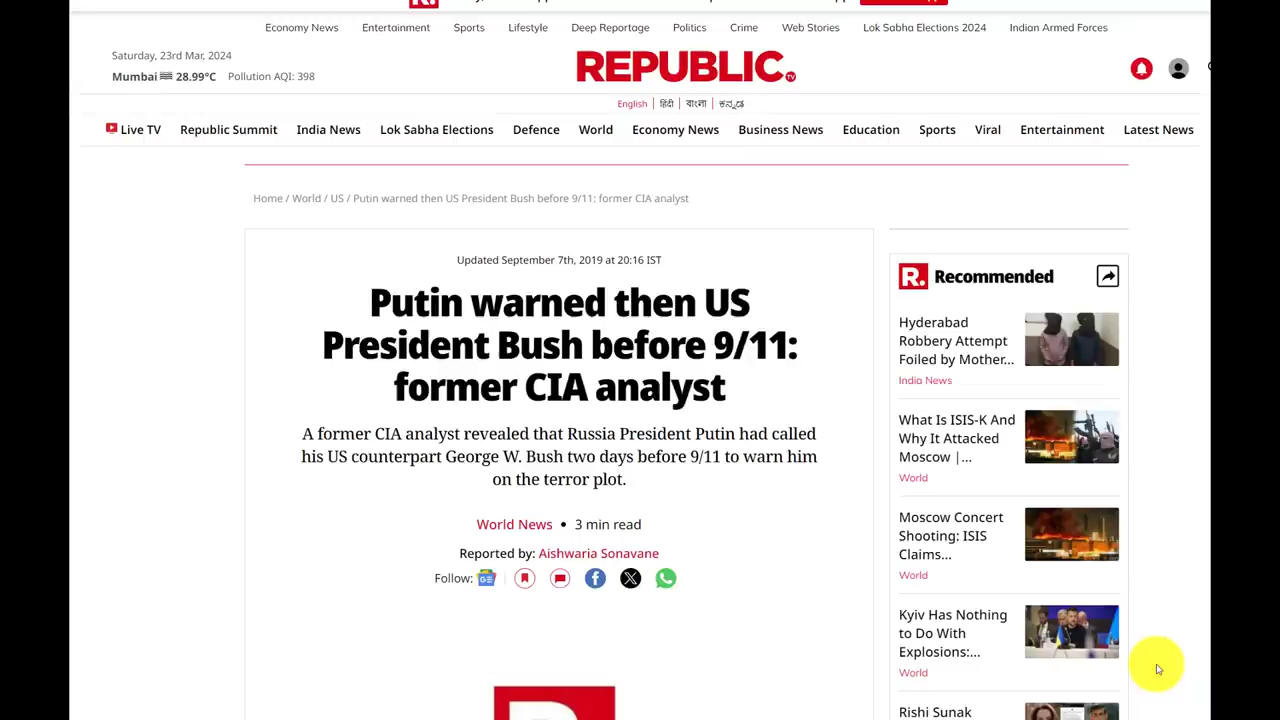 Economy News Entertainment Sports Lifestyle Deep Reportage Politics Crime Web Stories Lok Sabha Elections 2024 Indian Armed Forces
Saturday, 23rd Mar, 2024
Mumbai 28.99°C Pollution AQI: 398
REPUBLIC. TV
English हिंदी বাংলা ಕನ್ನಡ
Live TV Republic Summit India News Lok Sabha Elections Defence World Economy News Business News Education Sports Viral Entertainment Latest News
Home / World / US / Putin warned then US President Bush before 9/11: former CIA analyst
Updated September 7th, 2019 at 20:16 IST
Putin warned then US
President Bush before 9/11:
former CIA analyst
A former CIA analyst revealed that Russia President Putin had called
his US counterpart George W. Bush two days before 9/11 to warn him
on the terror plot.
World News • 3 min read
Reported by: Aishwaria Sonavane
Follow:
R. Recommended
Hyderabad
Robbery Attempt
Foiled by Mother...
India News
What Is ISIS-K And
Why It Attacked
Moscow |...
World
Moscow Concert
Shooting: ISIS
Claims...
World
Kyiv Has Nothing
to Do With
Explosions:...
World
Rishi Sunak